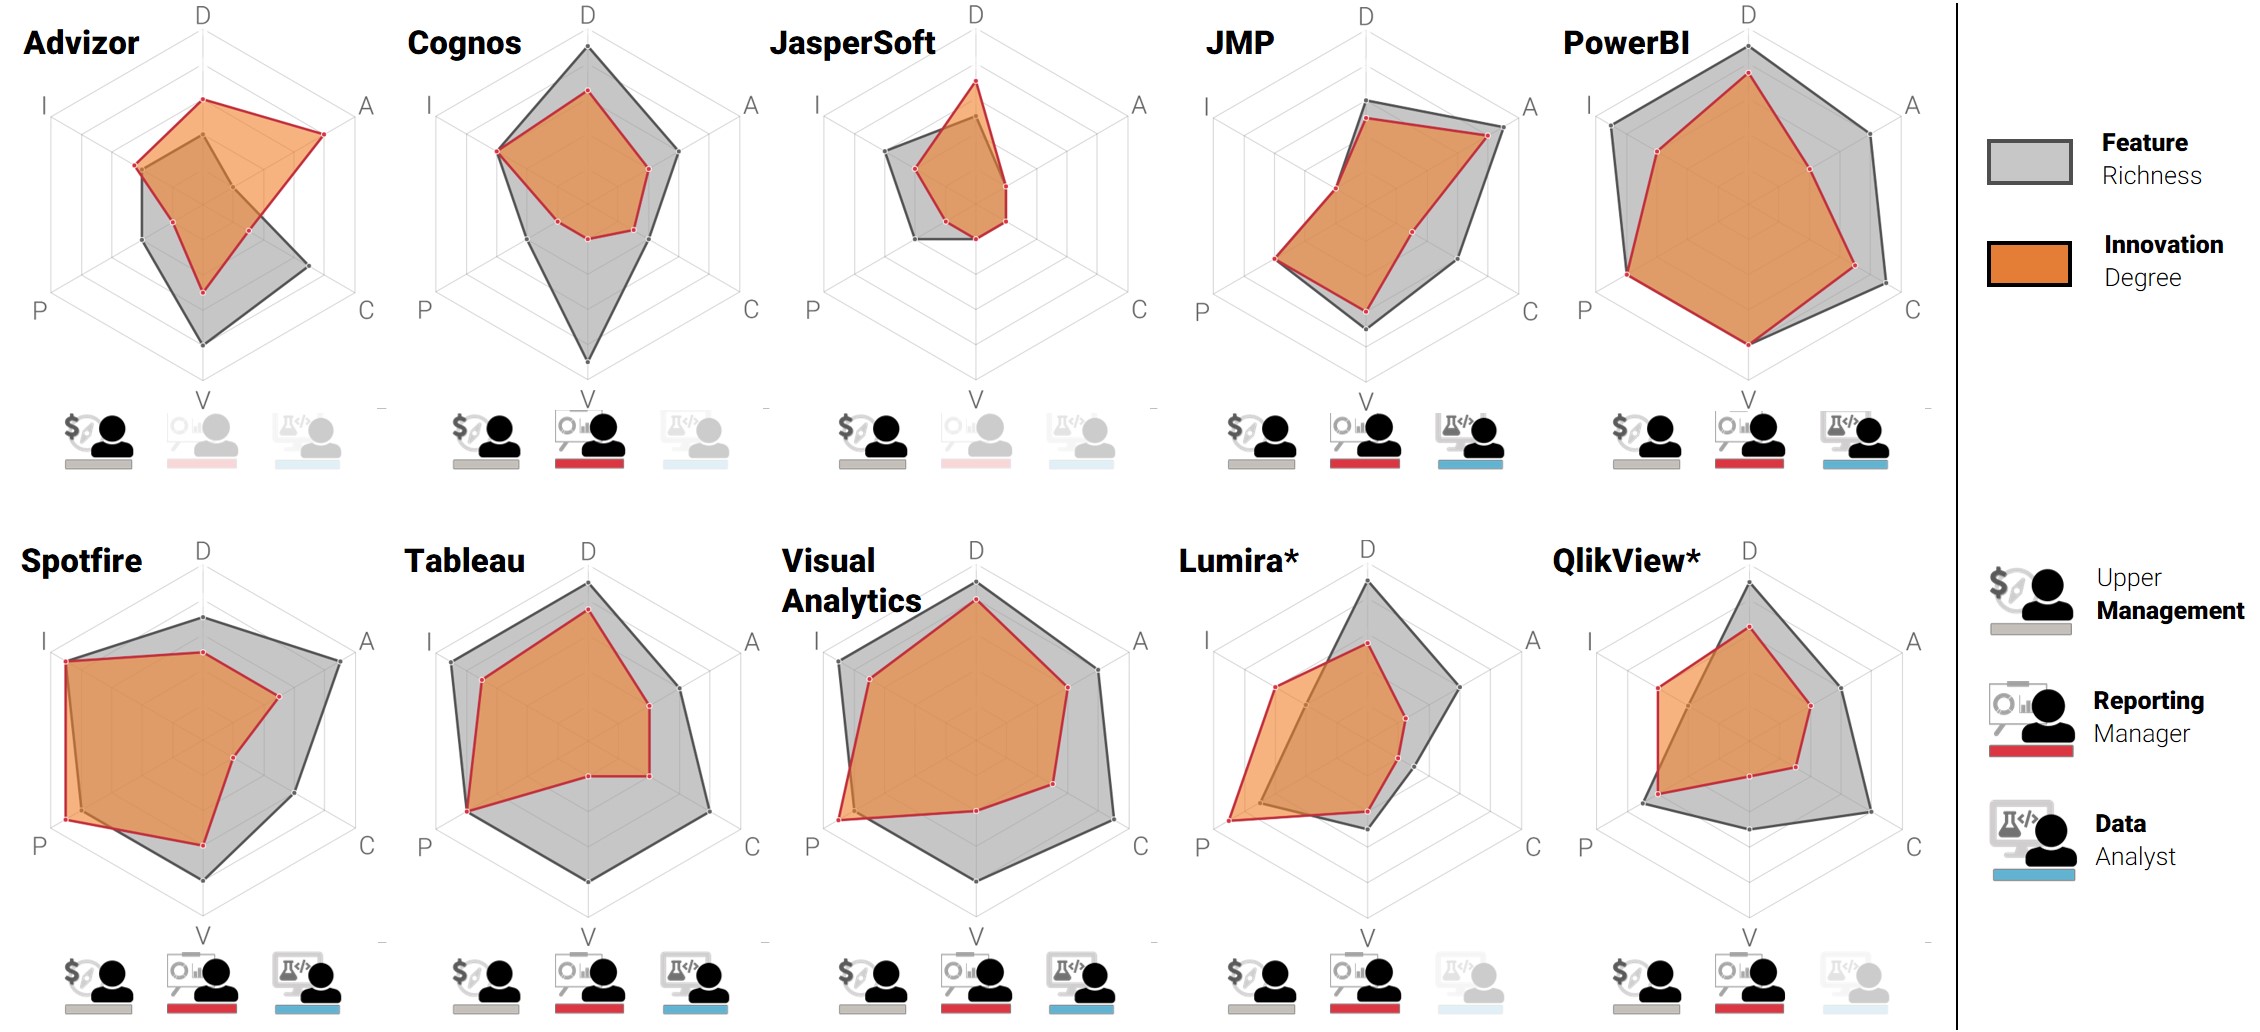 Advizor
D
A
C
V
P
I
$
</>
Cognos
D
A
C
V
P
I
$
</>
JasperSoft
D
A
C
V
P
I
$
</>
JMP
D
A
C
V
P
I
$
</>
PowerBI
D
A
C
V
P
I
$
</>
Spotfire
D
A
C
V
P
I
$
</>
Tableau
D
A
C
V
P
I
$
</>
Visual
Analytics
D
A
C
V
P
I
$
</>
Lumira*
D
A
C
V
P
I
$
</>
QlikView*
D
A
C
V
P
I
$
</>
Feature
Richness
Innovation
Degree
$
Upper
Management
Reporting
Manager
</>
Data
Analyst